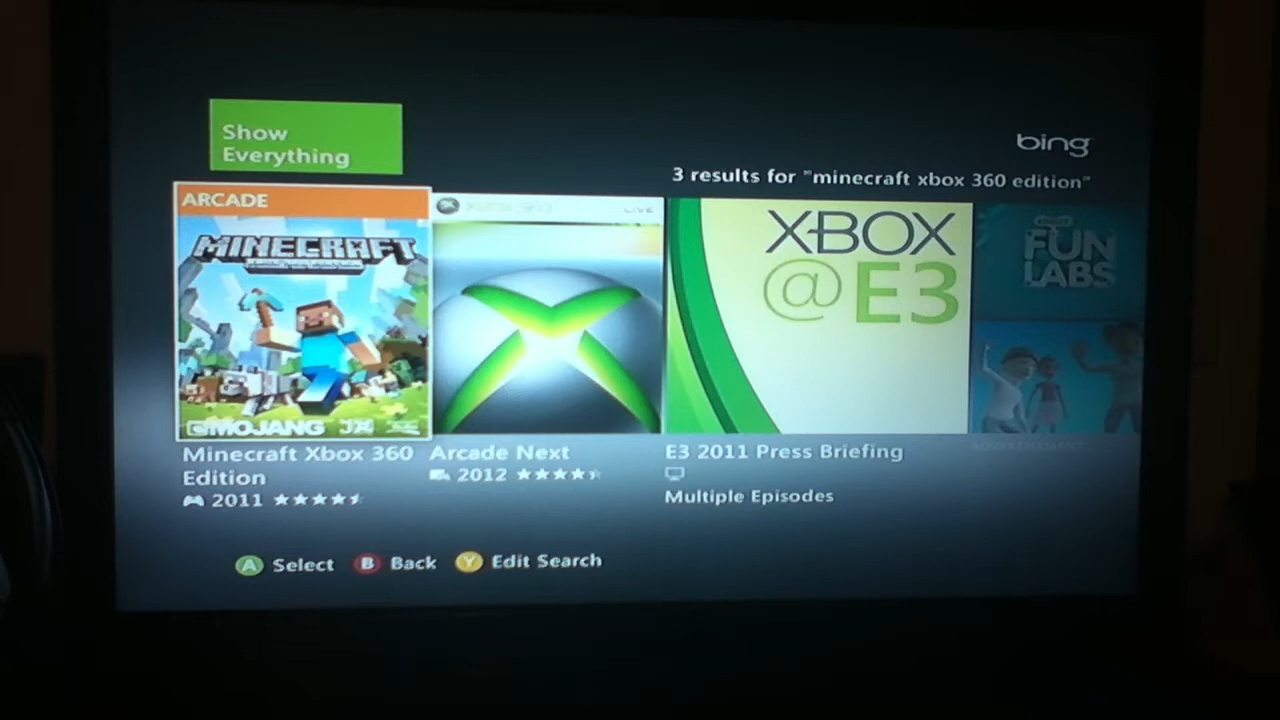 Show
Everything
bing
3 results for "minecraft xbox 360 edition"
ARCADE
MINECRAFT
MOJANG
XBOX
@E3
FUN
LABS
Minecraft Xbox 360
Edition
2011
Arcade Next
2012
E3 2011 Press Briefing
Multiple Episodes
ADVERTISEMENT
A Select B Back Y Edit Search